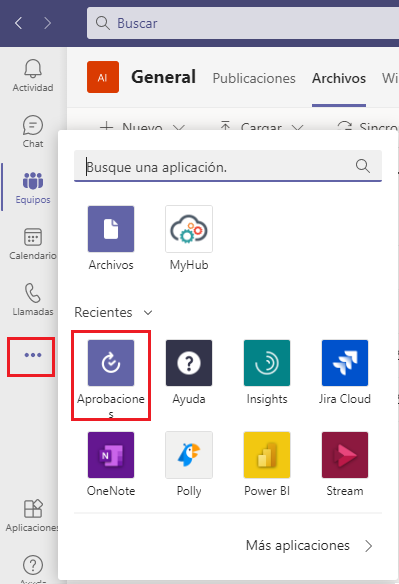 Buscar
Actividad
Chat
Equipos
Calendario
Llamadas
Aplicaciones
Ayuda
AI General Publicaciones Archivos Wi
Nuevo Cargar Sincro
Busque una aplicación.
Archivos MyHub
Recientes
Aprobacione
s
Ayuda Insights Jira Cloud
OneNote Polly Power BI Stream
Más aplicaciones